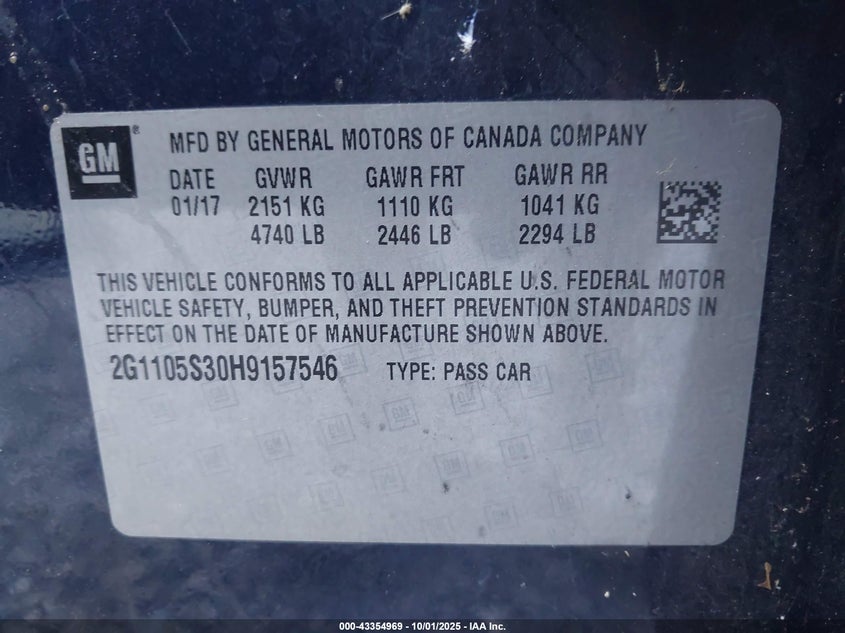 GM ®
MFD BY GENERAL MOTORS OF CANADA COMPANY
DATE GVWR GAWR FRT GAWR RR
01/17 2151 KG 1110 KG 1041 KG
4740 LB 2446 LB 2294 LB
THIS VEHICLE CONFORMS TO ALL APPLICABLE U.S. FEDERAL MOTOR
VEHICLE SAFETY, BUMPER, AND THEFT PREVENTION STANDARDS IN
EFFECT ON THE DATE OF MANUFACTURE SHOWN ABOVE.
2G1105S30H9157546 TYPE: PASS CAR
000-43354969 - 10/01/2025 - IAA Inc.